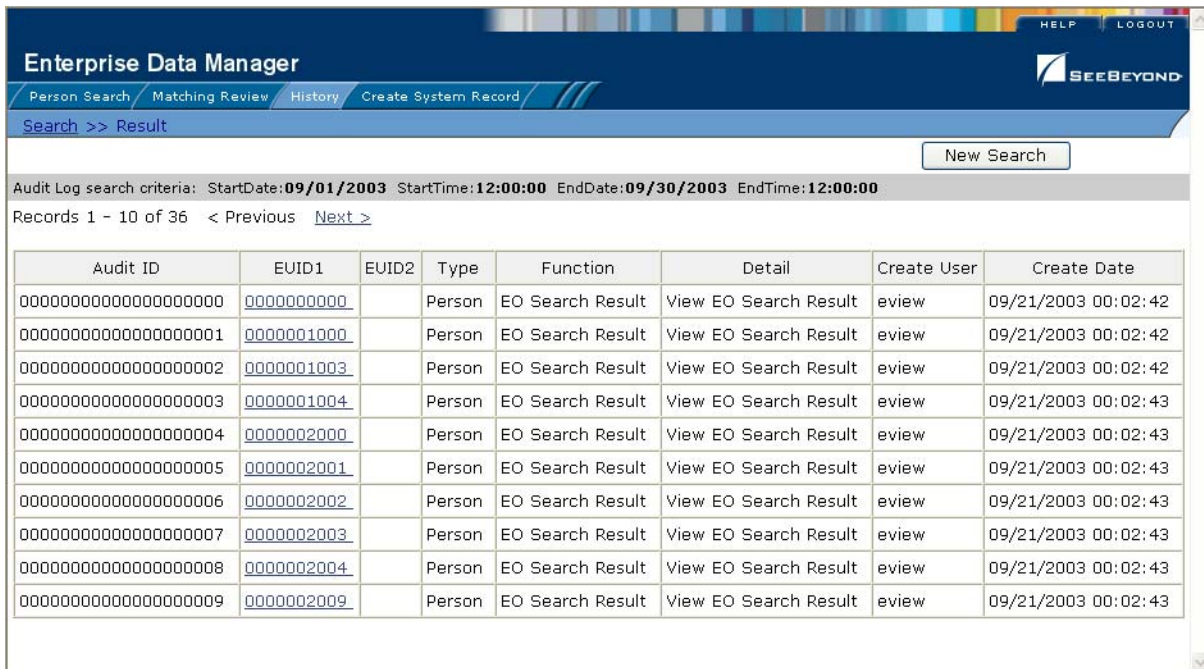 HELP LOGOUT
Enterprise Data Manager
SEEBEYOND
Person Search Matching Review History Create System Record
Search >> Result
New Search
Audit Log search criteria: StartDate:09/01/2003 StartTime:12:00:00 EndDate:09/30/2003 EndTime:12:00:00
Records 1 - 10 of 36 < Previous Next >
Audit ID EUID1 EUID2 Type Function Detail Create User Create Date
00000000000000000000 0000000000 Person EO Search Result View EO Search Result eview 09/21/2003 00:02:42
00000000000000000001 0000001000 Person EO Search Result View EO Search Result eview 09/21/2003 00:02:42
00000000000000000002 0000001003 Person EO Search Result View EO Search Result eview 09/21/2003 00:02:42
00000000000000000003 0000001004 Person EO Search Result View EO Search Result eview 09/21/2003 00:02:43
00000000000000000004 0000002000 Person EO Search Result View EO Search Result eview 09/21/2003 00:02:43
00000000000000000005 0000002001 Person EO Search Result View EO Search Result eview 09/21/2003 00:02:43
00000000000000000006 0000002002 Person EO Search Result View EO Search Result eview 09/21/2003 00:02:43
00000000000000000007 0000002003 Person EO Search Result View EO Search Result eview 09/21/2003 00:02:43
00000000000000000008 0000002004 Person EO Search Result View EO Search Result eview 09/21/2003 00:02:43
00000000000000000009 0000002009 Person EO Search Result View EO Search Result eview 09/21/2003 00:02:43